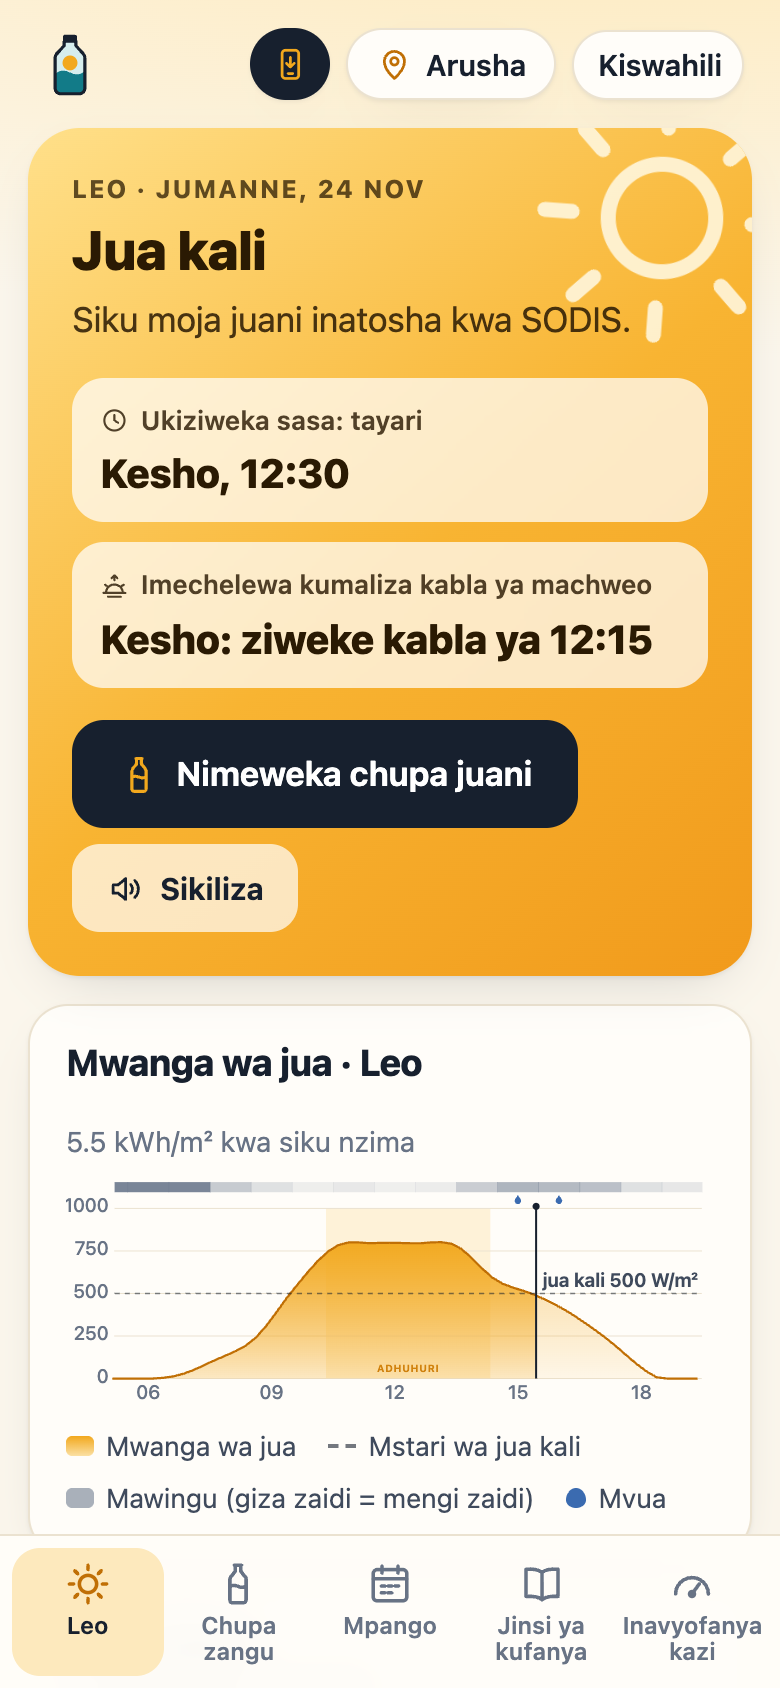 Arusha
Kiswahili
LEO · JUMANNE, 24 NOV
Jua kali
Siku moja juani inatosha kwa SODIS.
Ukiziweka sasa: tayari
Kesho, 12:30
Imechelewa kumaliza kabla ya machweo
Kesho: ziweke kabla ya 12:15
Nimeweka chupa juani
Sikiliza
Mwanga wa jua · Leo
5.5 kWh/m² kwa siku nzima
1000
750
jua kali 500 W/m²
500
250
ADHUHURI
0
06 09 12 15 18
Mwanga wa jua
Mstari wa jua kali
Mawingu (giza zaidi = mengi zaidi)
Mvua
Leo
Chupa zangu
Mpango
Jinsi ya kufanya
Inavyofanya kazi